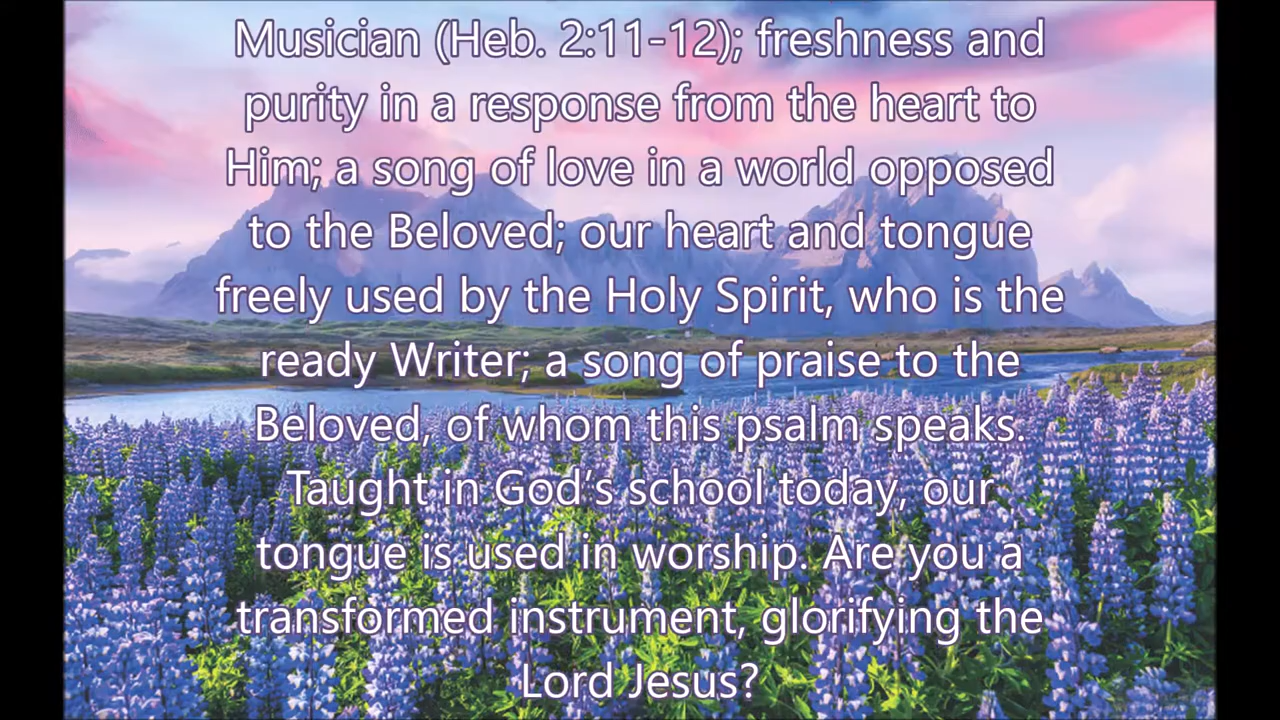 Musician (Heb. 2:11-12); freshness and
purity in a response from the heart to
Him; a song of love in a world opposed
to the Beloved; our heart and tongue
freely used by the Holy Spirit, who is the
ready Writer; a song of praise to the
Beloved, of whom this psalm speaks.
Taught in God’s school today, our
tongue is used in worship. Are you a
transformed instrument, glorifying the
Lord Jesus?